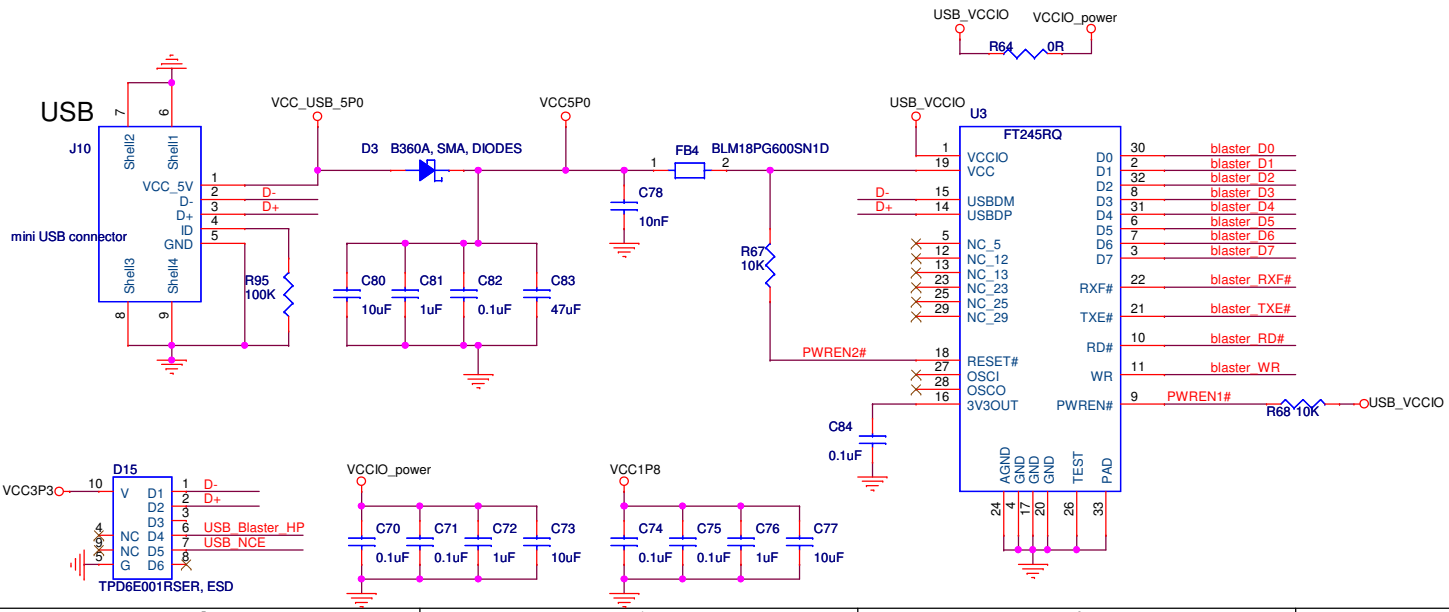 USB_VCCIO VCCIO_power
R64 0R
USB
7 6
Shell2 Shell1
J10
VCC_5V 1
D- 2 D-
D+ 3 D+
ID 4
GND 5
mini USB connector
Shell3 Shell4
8 9
R95
100K
VCC_USB_5P0
D3 B360A, SMA, DIODES
VCC5P0
C80 C81 C82 C83
10uF 1uF 0.1uF 47uF
C78
10nF
1 FB4 2 BLM18PG600SN1D
R67
10K
PWREN2#
D-
D+
USB_VCCIO
U3
FT245RQ
1 VCCIO
19 VCC
15 USBDM
14 USBDP
5 NC_5
12 NC_12
13 NC_13
23 NC_23
25 NC_25
29 NC_29
18 RESET#
27 OSCI
28 OSCO
16 3V3OUT
C84
0.1uF
D0 30 blaster_D0
D1 2 blaster_D1
D2 32 blaster_D2
D3 8 blaster_D3
D4 31 blaster_D4
D5 6 blaster_D5
D6 7 blaster_D6
D7 3 blaster_D7
RXF# 22 blaster_RXF#
TXE# 21 blaster_TXE#
RD# 10 blaster_RD#
WR 11 blaster_WR
PWREN# 9 PWREN1#
R68 10K
USB_VCCIO
AGND GND GND GND TEST PAD
24 4 17 20 26 33
D15
VCC3P3 10 V D1 1 D-
D2 2 D+
D3 3
4 NC D4 6 USB_Blaster_HP
9 NC D5 7 USB_NCE
5 G D6 8
TPD6E001RSER, ESD
VCCIO_power
C70 C71 C72 C73
0.1uF 0.1uF 1uF 10uF
VCC1P8
C74 C75 C76 C77
0.1uF 0.1uF 1uF 10uF